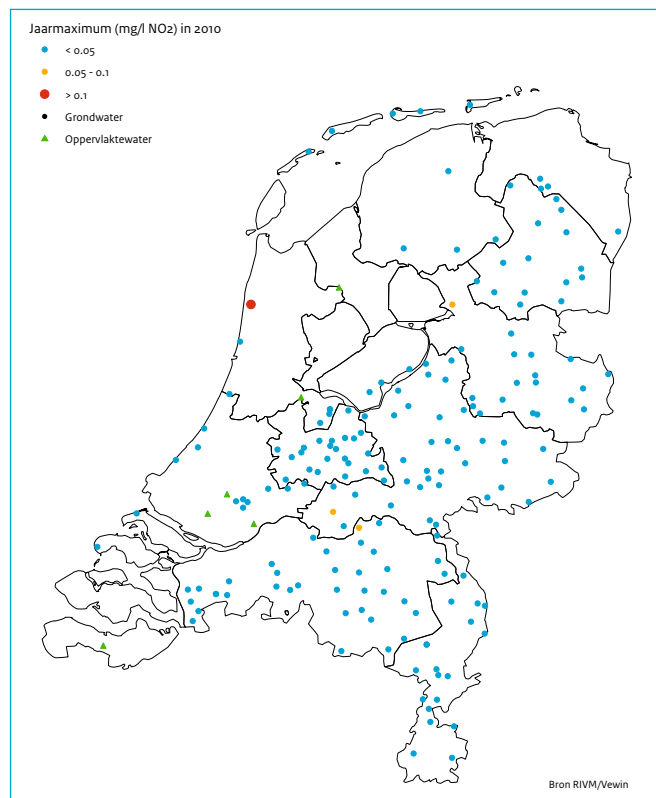 Jaarmaximum (mg/l NO2) in 2010
< 0.05
0.05 - 0.1
> 0.1
Grondwater
Oppervlaktewater
Bron RIVM/Vewin